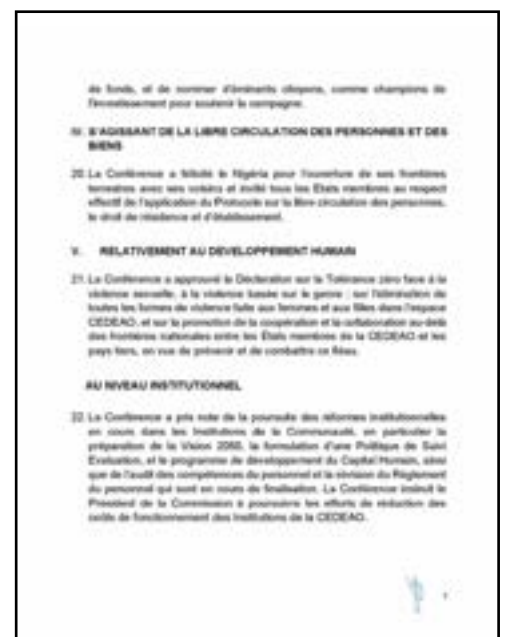 de fonds, et de nommer d'éminents citoyens, comme champions de
l'investissement pour soutenir la campagne.
IV. S'AGISSANT DE LA LIBRE CIRCULATION DES PERSONNES ET DES
BIENS
20. La Conférence a félicité le Nigéria pour l'ouverture de ses frontières
terrestres avec ses voisins et invité tous les Etats membres au respect
effectif de l'application du Protocole sur la libre circulation des personnes,
le droit de résidence et d'établissement.
V. RELATIVEMENT AU DEVELOPPEMENT HUMAIN
21. La Conférence a approuvé la Déclaration sur la Tolérance zéro face à la
violence sexuelle, à la violence basée sur le genre ; sur l'élimination de
toutes les formes de violence faite aux femmes et aux filles dans l'espace
CEDEAO, et sur la promotion de la coopération et la collaboration au-delà
des frontières nationales entre les États membres de la CEDEAO et les
pays tiers, en vue de prévenir et de combattre ce fléau.
AU NIVEAU INSTITUTIONNEL
22. La Conférence a pris note de la poursuite des réformes institutionnelles
en cours dans les Institutions de la Communauté, en particulier la
préparation de la Vision 2050, la formulation d'une Politique de Suivi
Evaluation, et le programme de développement du Capital Humain, ainsi
que de l'audit des compétences du personnel et la révision du Règlement
du personnel qui sont en cours de finalisation. La Conférence instruit le
Président de la Commission à poursuivre les efforts de réduction des
coûts de fonctionnement des Institutions de la CEDEAO.